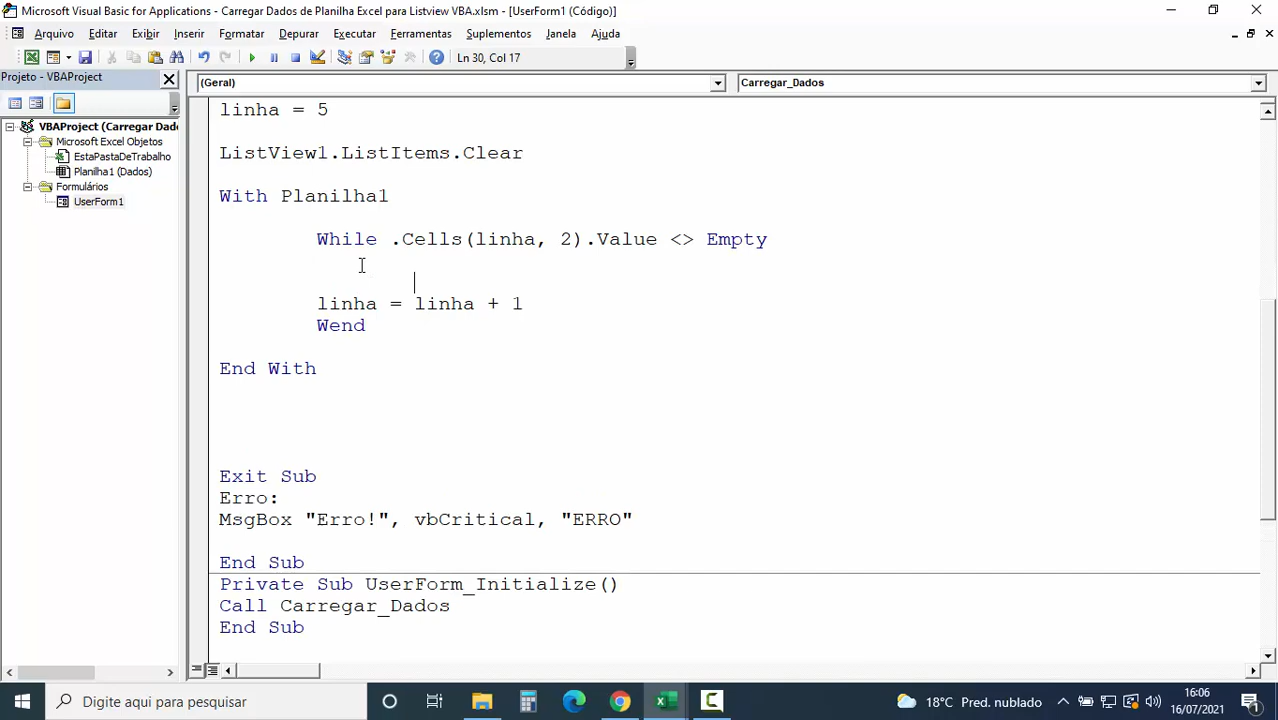 Microsoft Visual Basic for Applications - Carregar Dados de Planilha Excel para Listview VBA.xlsm - [UserForm1 (Código)]
Arquivo Editar Exibir Inserir Formatar Depurar Executar Ferramentas Suplementos Janela Ajuda
Ln 30, Col 17
Projeto - VBAProject
(Geral)
Carregar_Dados
VBAProject (Carregar Dado
Microsoft Excel Objetos
EstaPastaDeTrabalho
Planilha1 (Dados)
Formulários
UserForm1
linha = 5
ListView1.ListItems.Clear
With Planilha1
While .Cells(linha, 2).Value <> Empty
linha = linha + 1
Wend
End With
Exit Sub
Erro:
MsgBox "Erro!", vbCritical, "ERRO"
End Sub
Private Sub UserForm_Initialize()
Call Carregar_Dados
End Sub
Digite aqui para pesquisar
18°C Pred. nublado
16:06
16/07/2021
1